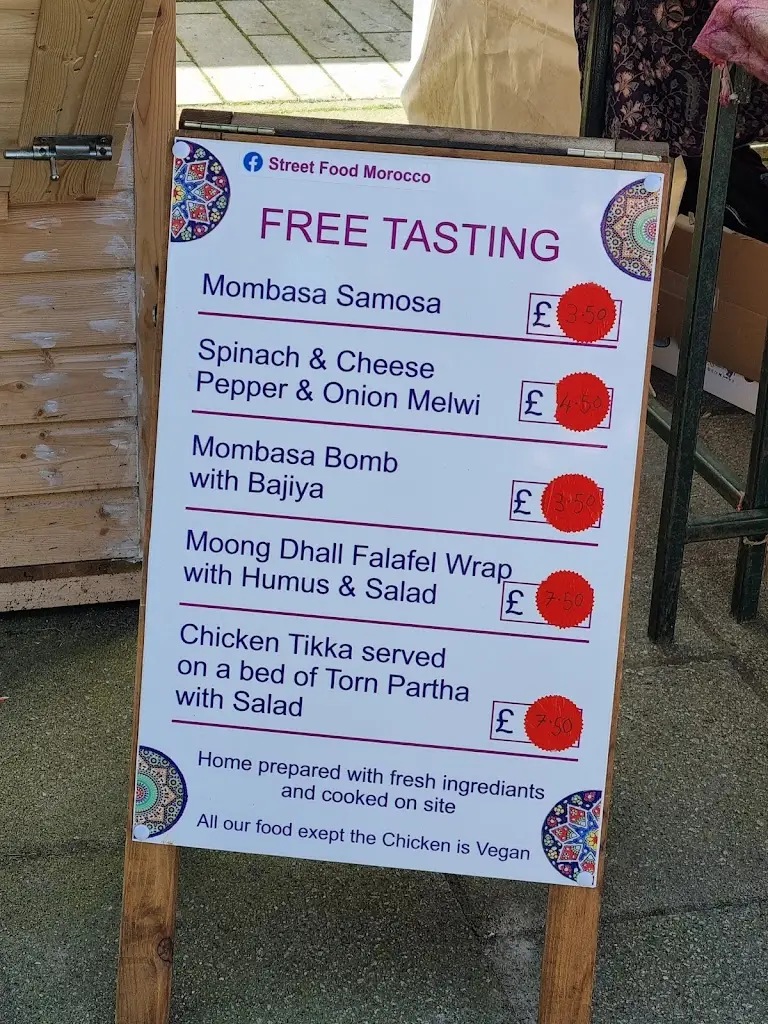 Street Food Morocco
FREE TASTING
Mombasa Samosa
£ 3.50
Spinach & Cheese
Pepper & Onion Melwi
£ 4.50
Mombasa Bomb
with Bajiya
£ 3.50
Moong Dhall Falafel Wrap
with Humus & Salad
£ 7.50
Chicken Tikka served
on a bed of Torn Partha
with Salad
£ 7.50
Home prepared with fresh ingrediants
and cooked on site
All our food exept the Chicken is Vegan